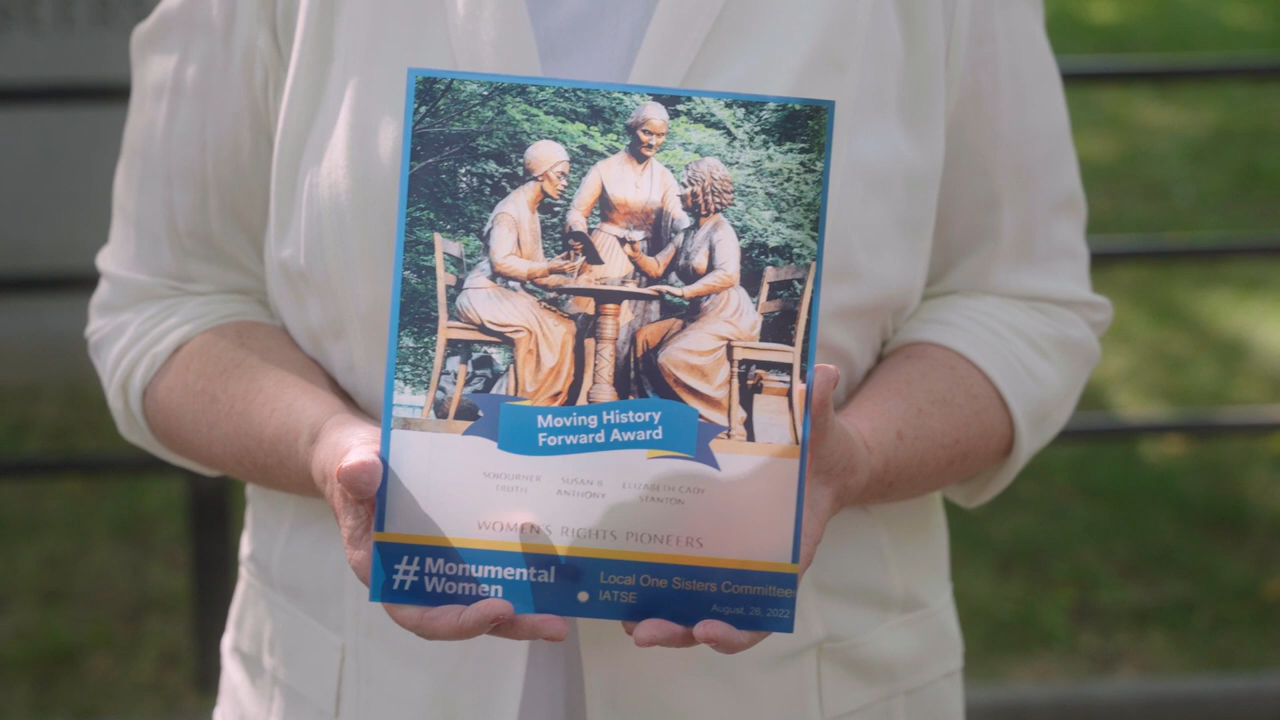 Moving History
Forward Award
SOJOURNER
TRUTH
SUSAN B.
ANTHONY
ELIZABETH CADY
STANTON
WOMEN'S RIGHTS PIONEERS
#Monumental
Women
Local One Sisters Committee
IATSE
August, 26, 2022